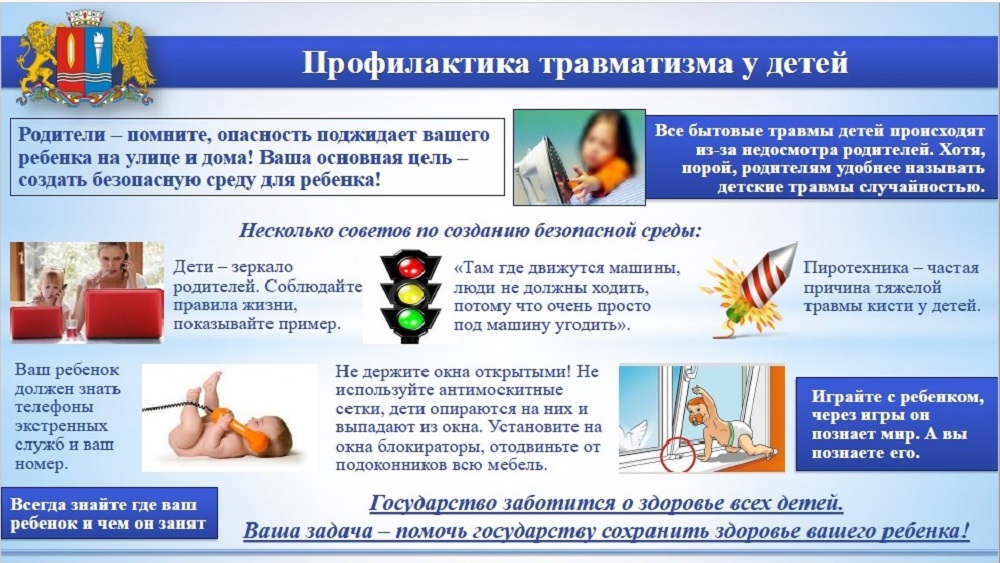 Профилактика травматизма у детей
Родители – помните, опасность поджидает вашего
ребенка на улице и дома! Ваша основная цель –
создать безопасную среду для ребенка!
Все бытовые травмы детей происходят
из-за недосмотра родителей. Хотя,
порой, родителям удобнее называть
детские травмы случайностью.
Несколько советов по созданию безопасной среды:
Дети – зеркало
родителей. Соблюдайте
правила жизни,
показывайте пример.
«Там где движутся машины,
люди не должны ходить,
потому что очень просто
под машину угодить».
Пиротехника – частая
причина тяжелой
травмы кисти у детей.
Ваш ребенок
должен знать
телефоны
экстренных
служб и ваш
номер.
Не держите окна открытыми! Не
используйте антимоскитные
сетки, дети опираются на них и
выпадают из окна. Установите на
окна блокираторы, отодвиньте от
подоконников всю мебель.
Играйте с ребенком,
через игры он
познает мир. А вы
познаете его.
Всегда знайте где ваш
ребенок и чем он занят
Государство заботится о здоровье всех детей.
Ваша задача – помочь государству сохранить здоровье вашего ребенка!